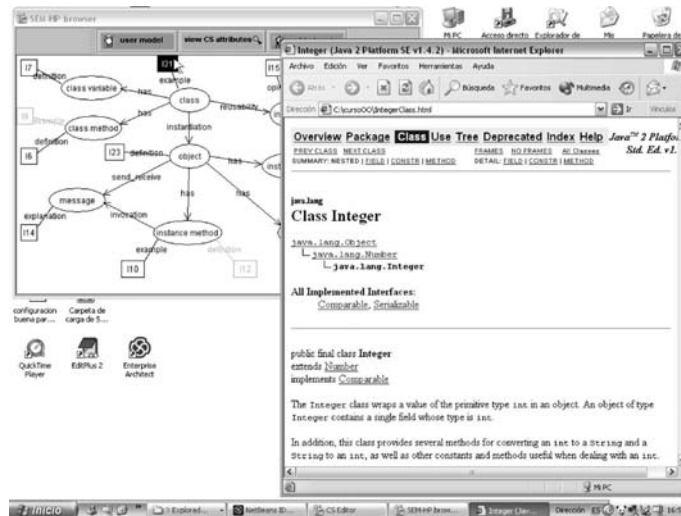 SEM-HP browser
user model
view CS attributes
I7
definition
class variable
has
I21
example
class
I15
reusability
has
class method
instantiation
I6
I23
definition
object
has
send_receive
message
has
has
explanation
invocation
I14
instance method
example
definition
I10
I12
configuracion
buena par...
Carpeta de
carga de S...
QuickTime
Player
EditPlus 2
Enterprise
Architect
Mi PC
Acceso directo
Explorador de
Mis
Papelera de
Integer (Java 2 Platform SE v1.4.2) - Microsoft Internet Explorer
Archivo Edición Ver Favoritos Herramientas Ayuda
Atrás
Búsqueda
Favoritos
Multimedia
Dirección
C:\cursoOO\IntegerClass.html
Ir
Vínculos
Overview Package Class Use Tree Deprecated Index Help
Java™ 2 Platfo
Std. Ed. v1.
PREV CLASS NEXT CLASS
FRAMES NO FRAMES All Classes
SUMMARY: NESTED | FIELD | CONSTR | METHOD
DETAIL: FIELD | CONSTR | METHOD
java.lang
Class Integer
java.lang.Object
java.lang.Number
java.lang.Integer
All Implemented Interfaces:
Comparable, Serializable
public final class Integer
extends Number
implements Comparable
The Integer class wraps a value of the primitive type int in an object. An object of type
Integer contains a single field whose type is int.
In addition, this class provides several methods for converting an int to a String and a
String to an int, as well as other constants and methods useful when dealing with an int.
Mi PC
Inicio
Explorad...
NetBeans ID...
CS Editor
SEM-HP brow...
Integer (Jav...
Dirección
ES